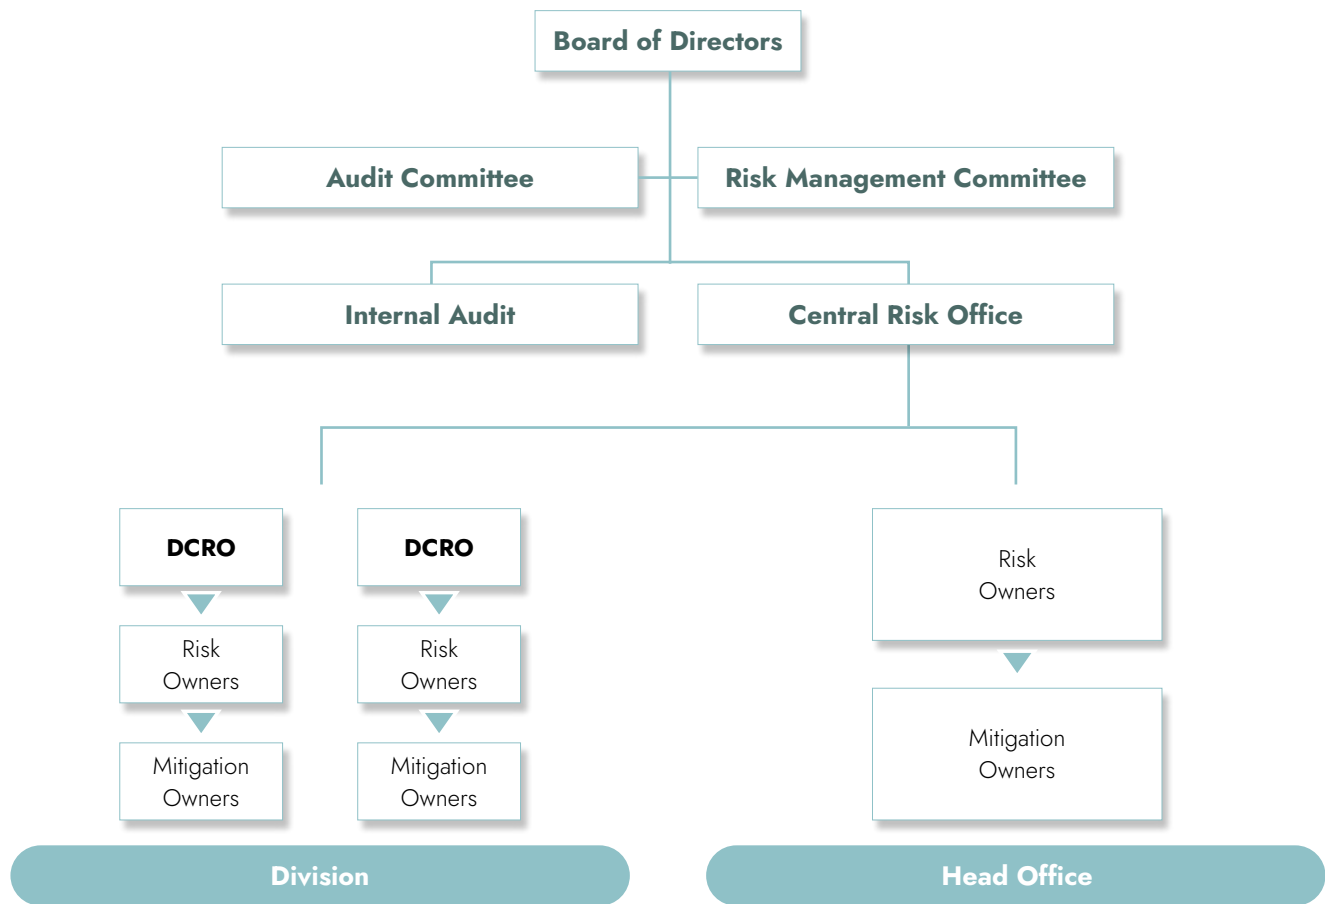 Board of Directors
Audit Committee
Risk Management Committee
Internal Audit
Central Risk Office
DCRO
Risk
Owners
Mitigation
Owners
DCRO
Risk
Owners
Mitigation
Owners
Division
Risk
Owners
Mitigation
Owners
Head Office